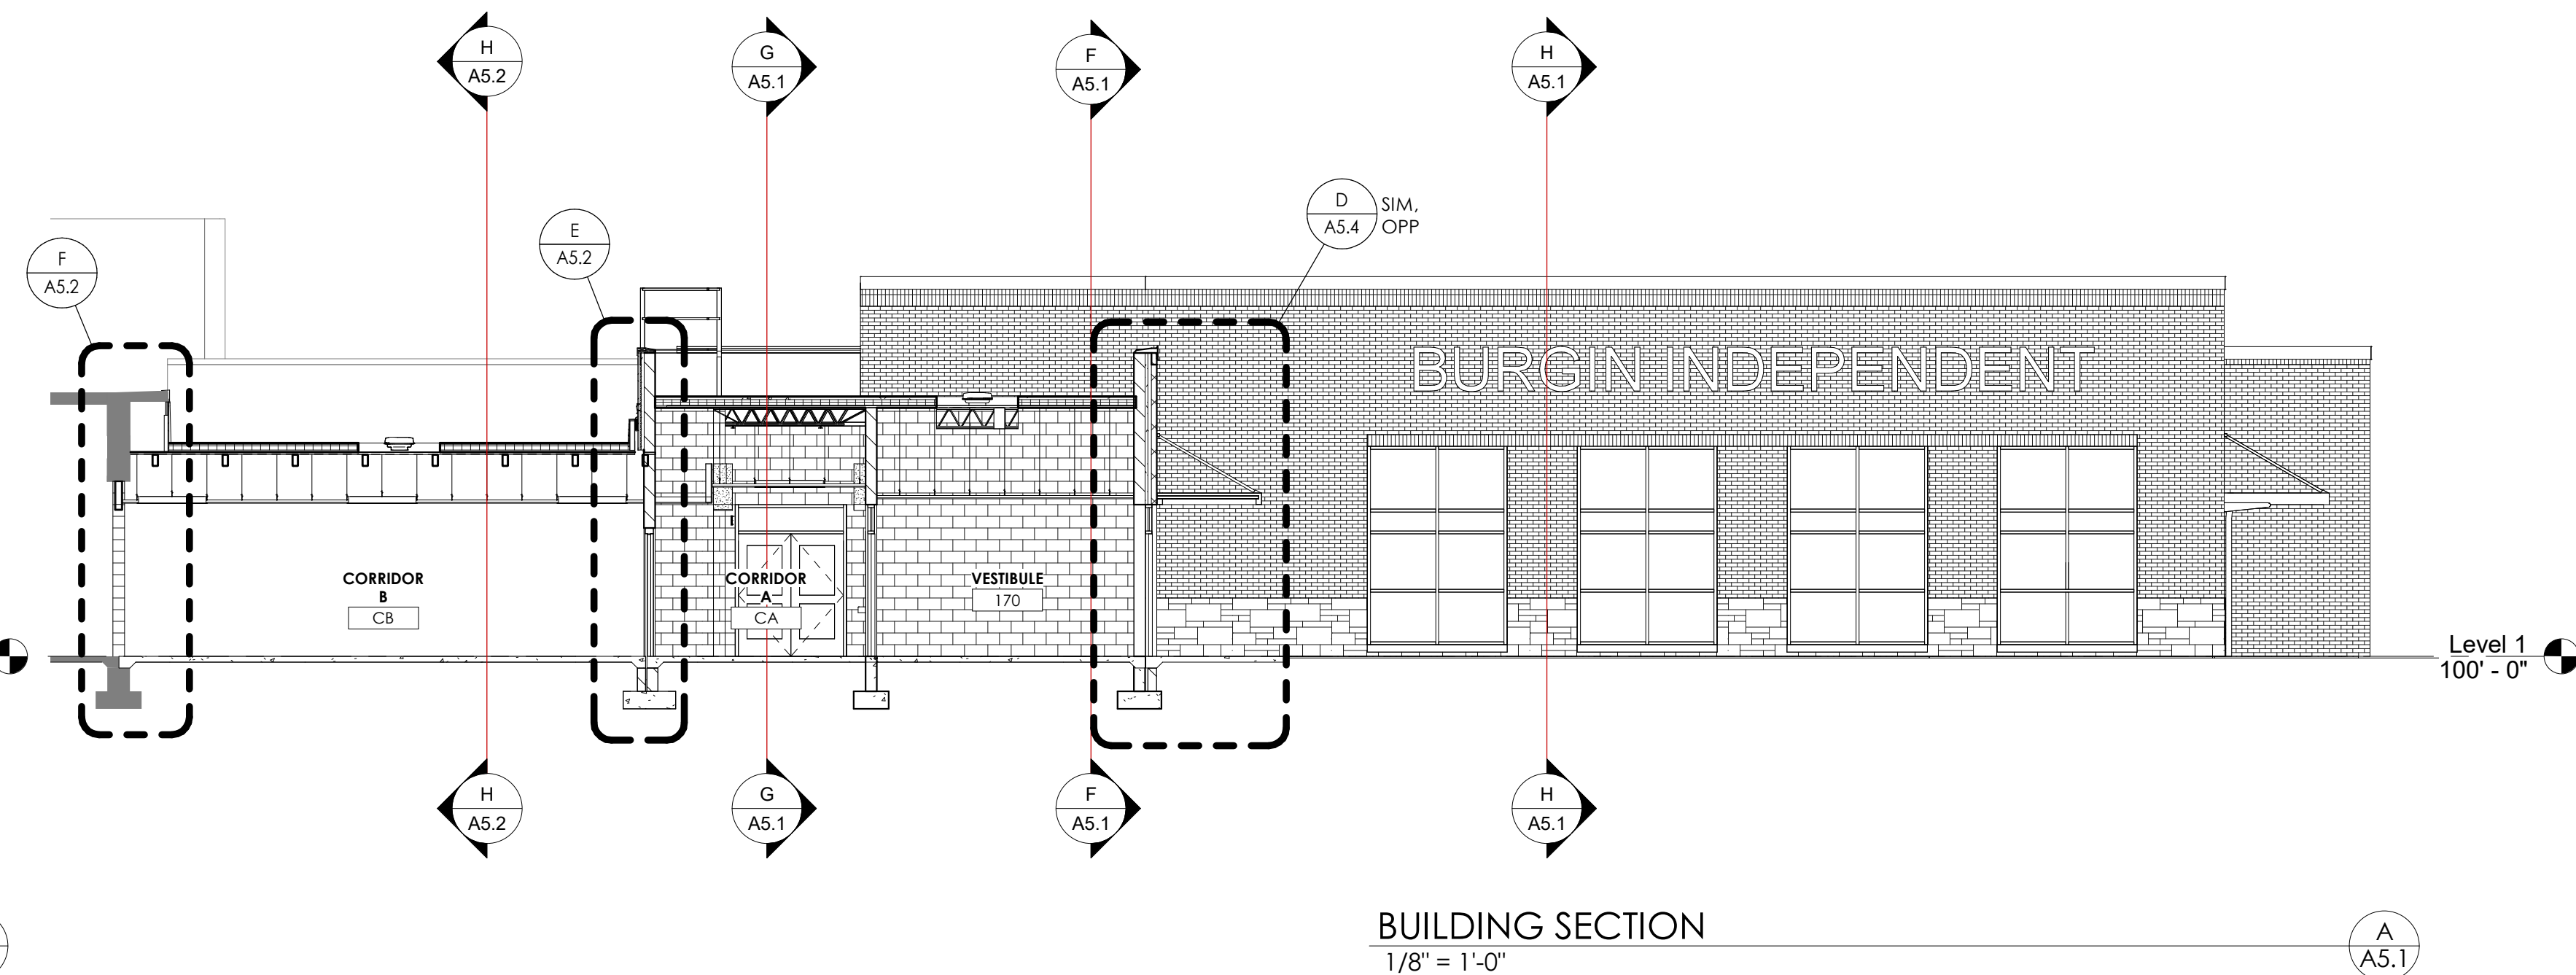 H
A5.2
G
A5.1
F
A5.1
H
A5.1
D
A5.4
SIM,
OPP
E
A5.2
F
A5.2
BURGIN INDEPENDENT
CORRIDOR
B
CB
CORRIDOR
A
CA
VESTIBULE
170
Level 1
100' - 0"
H
A5.2
G
A5.1
F
A5.1
H
A5.1
BUILDING SECTION
1/8" = 1'-0"
A
A5.1